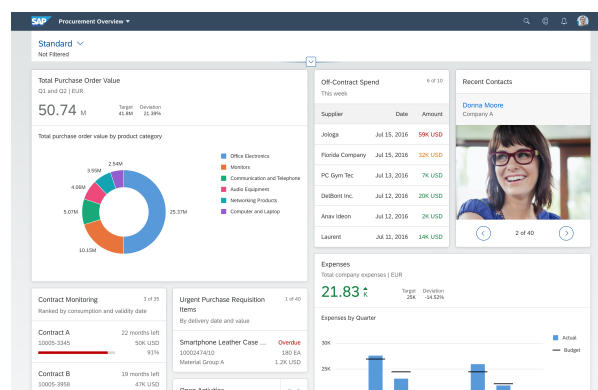 SAP Procurement Overview
Standard
Not Filtered
Total Purchase Order Value
Q1 and Q2 | EUR
50.74 M
Target Deviation
41.8M 21.39%
Total purchase order value by product category
2.54M
3.55M
4.06M
5.07M
10.15M
25.37M
Office Electronics
Monitors
Communication and Telephone
Audio Equipment
Networking Products
Computer and Laptop
Off-Contract Spend 6 of 10
This week
Supplier Date Amount
Jologa Jul 15, 2016 59K USD
Florida Company Jul 15, 2016 32K USD
PC Gym Tec Jul 13, 2016 7K USD
DelBont Inc. Jul 12, 2016 20K USD
Anav Ideon Jul 12, 2016 2K USD
Laurent Jul 11, 2016 14K USD
Recent Contacts
Donna Moore
Company A
2 of 40
Contract Monitoring 3 of 35
Ranked by consumption and validity date
Contract A 22 months left
10005-3345 50K USD
91%
Contract B 19 months left
10005-3958 47K USD
Urgent Purchase Requisition 1 of 40
Items
By delivery date and value
Smartphone Leather Case ... Overdue
10002474/10 180 EA
Material Group A 1.2K USD
Expenses
Total company expenses | EUR
21.83 K
Target Deviation
25K -14.52%
Expenses by Quarter
30K
25K
Actual
Budget